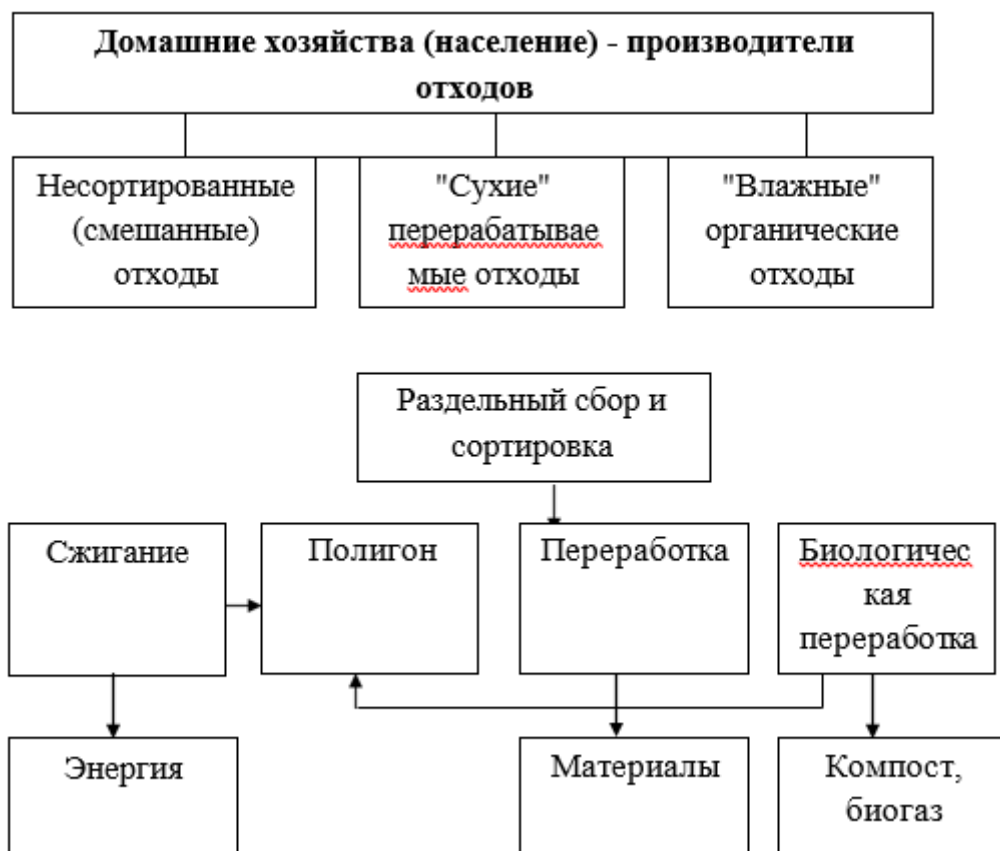 Домашние хозяйства (население) - производители
отходов
Несортированные
(смешанные)
отходы
"Сухие"
перерабатывае
мые отходы
"Влажные"
органические
отходы
Раздельный сбор и
сортировка
Сжигание
Полигон
Переработка
Биологичес
кая
переработка
Энергия
Материалы
Компост,
биогаз